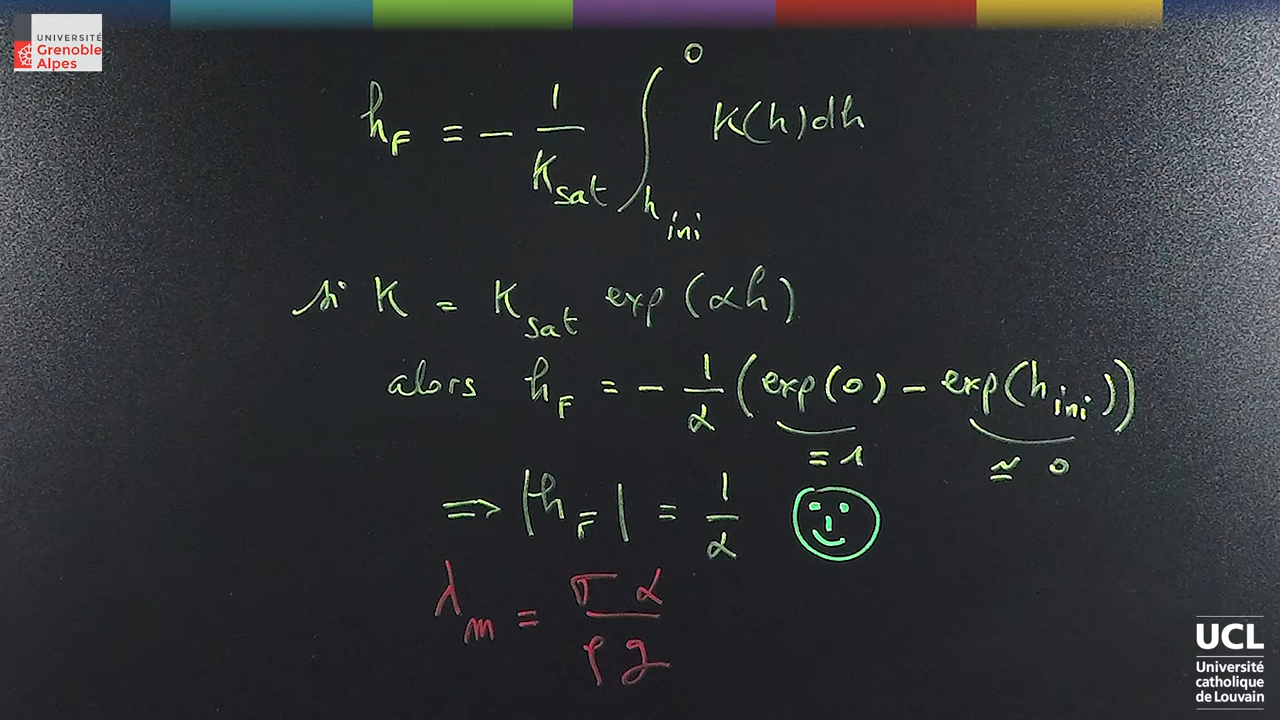 UNIVERSITÉ
Grenoble
Alpes
h_F = - 1/K_sat ∫_{h_ini}^{0} K(h)dh
si K = K_sat exp(αh)
alors h_F = - 1/α (exp(0) - exp(h_ini))
= 1 ≃ 0
⇒ |h_F| = 1/α
λ_m = σα/ρg
UCL
Université
catholique
de Louvain